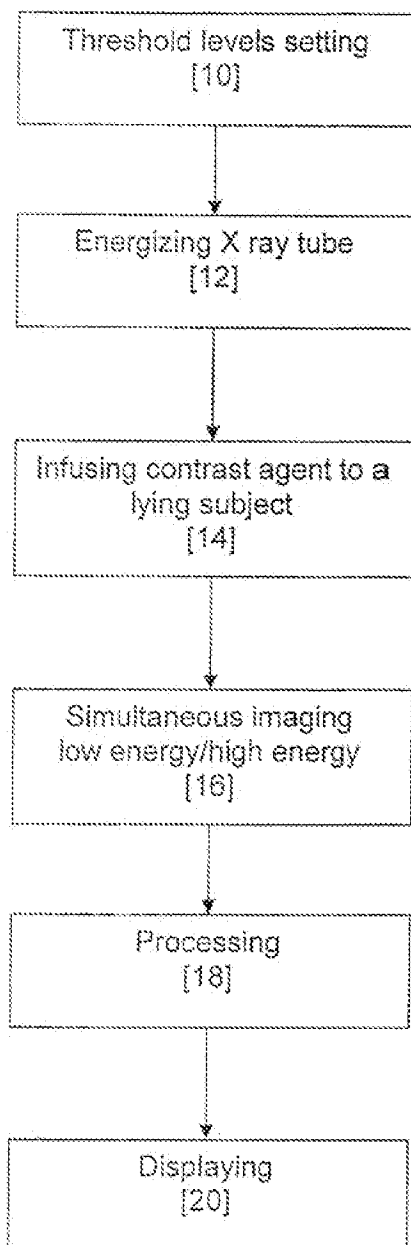 Threshold levels setting
[10]
Energizing X ray tube
[12]
Infusing contrast agent to a
lying subject
[14]
Simultaneous imaging
low energy/high energy
[16]
Processing
[18]
Displaying
[20]